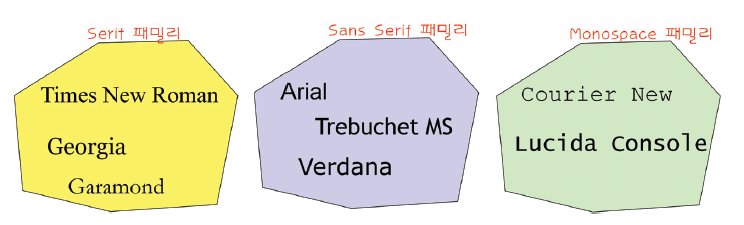 Serif 패밀리
Times New Roman
Georgia
Garamond
Sans Serif 패밀리
Arial
Trebuchet MS
Verdana
Monospace 패밀리
Courier New
Lucida Console